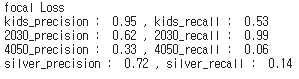 focal Loss
kids_precision :  0.95 , kids_recall :  0.53
2030_precision :  0.62 , 2030_recall :  0.99
4050_precision :  0.33 , 4050_recall :  0.06
silver_precision :  0.72 , silver_recall :  0.14